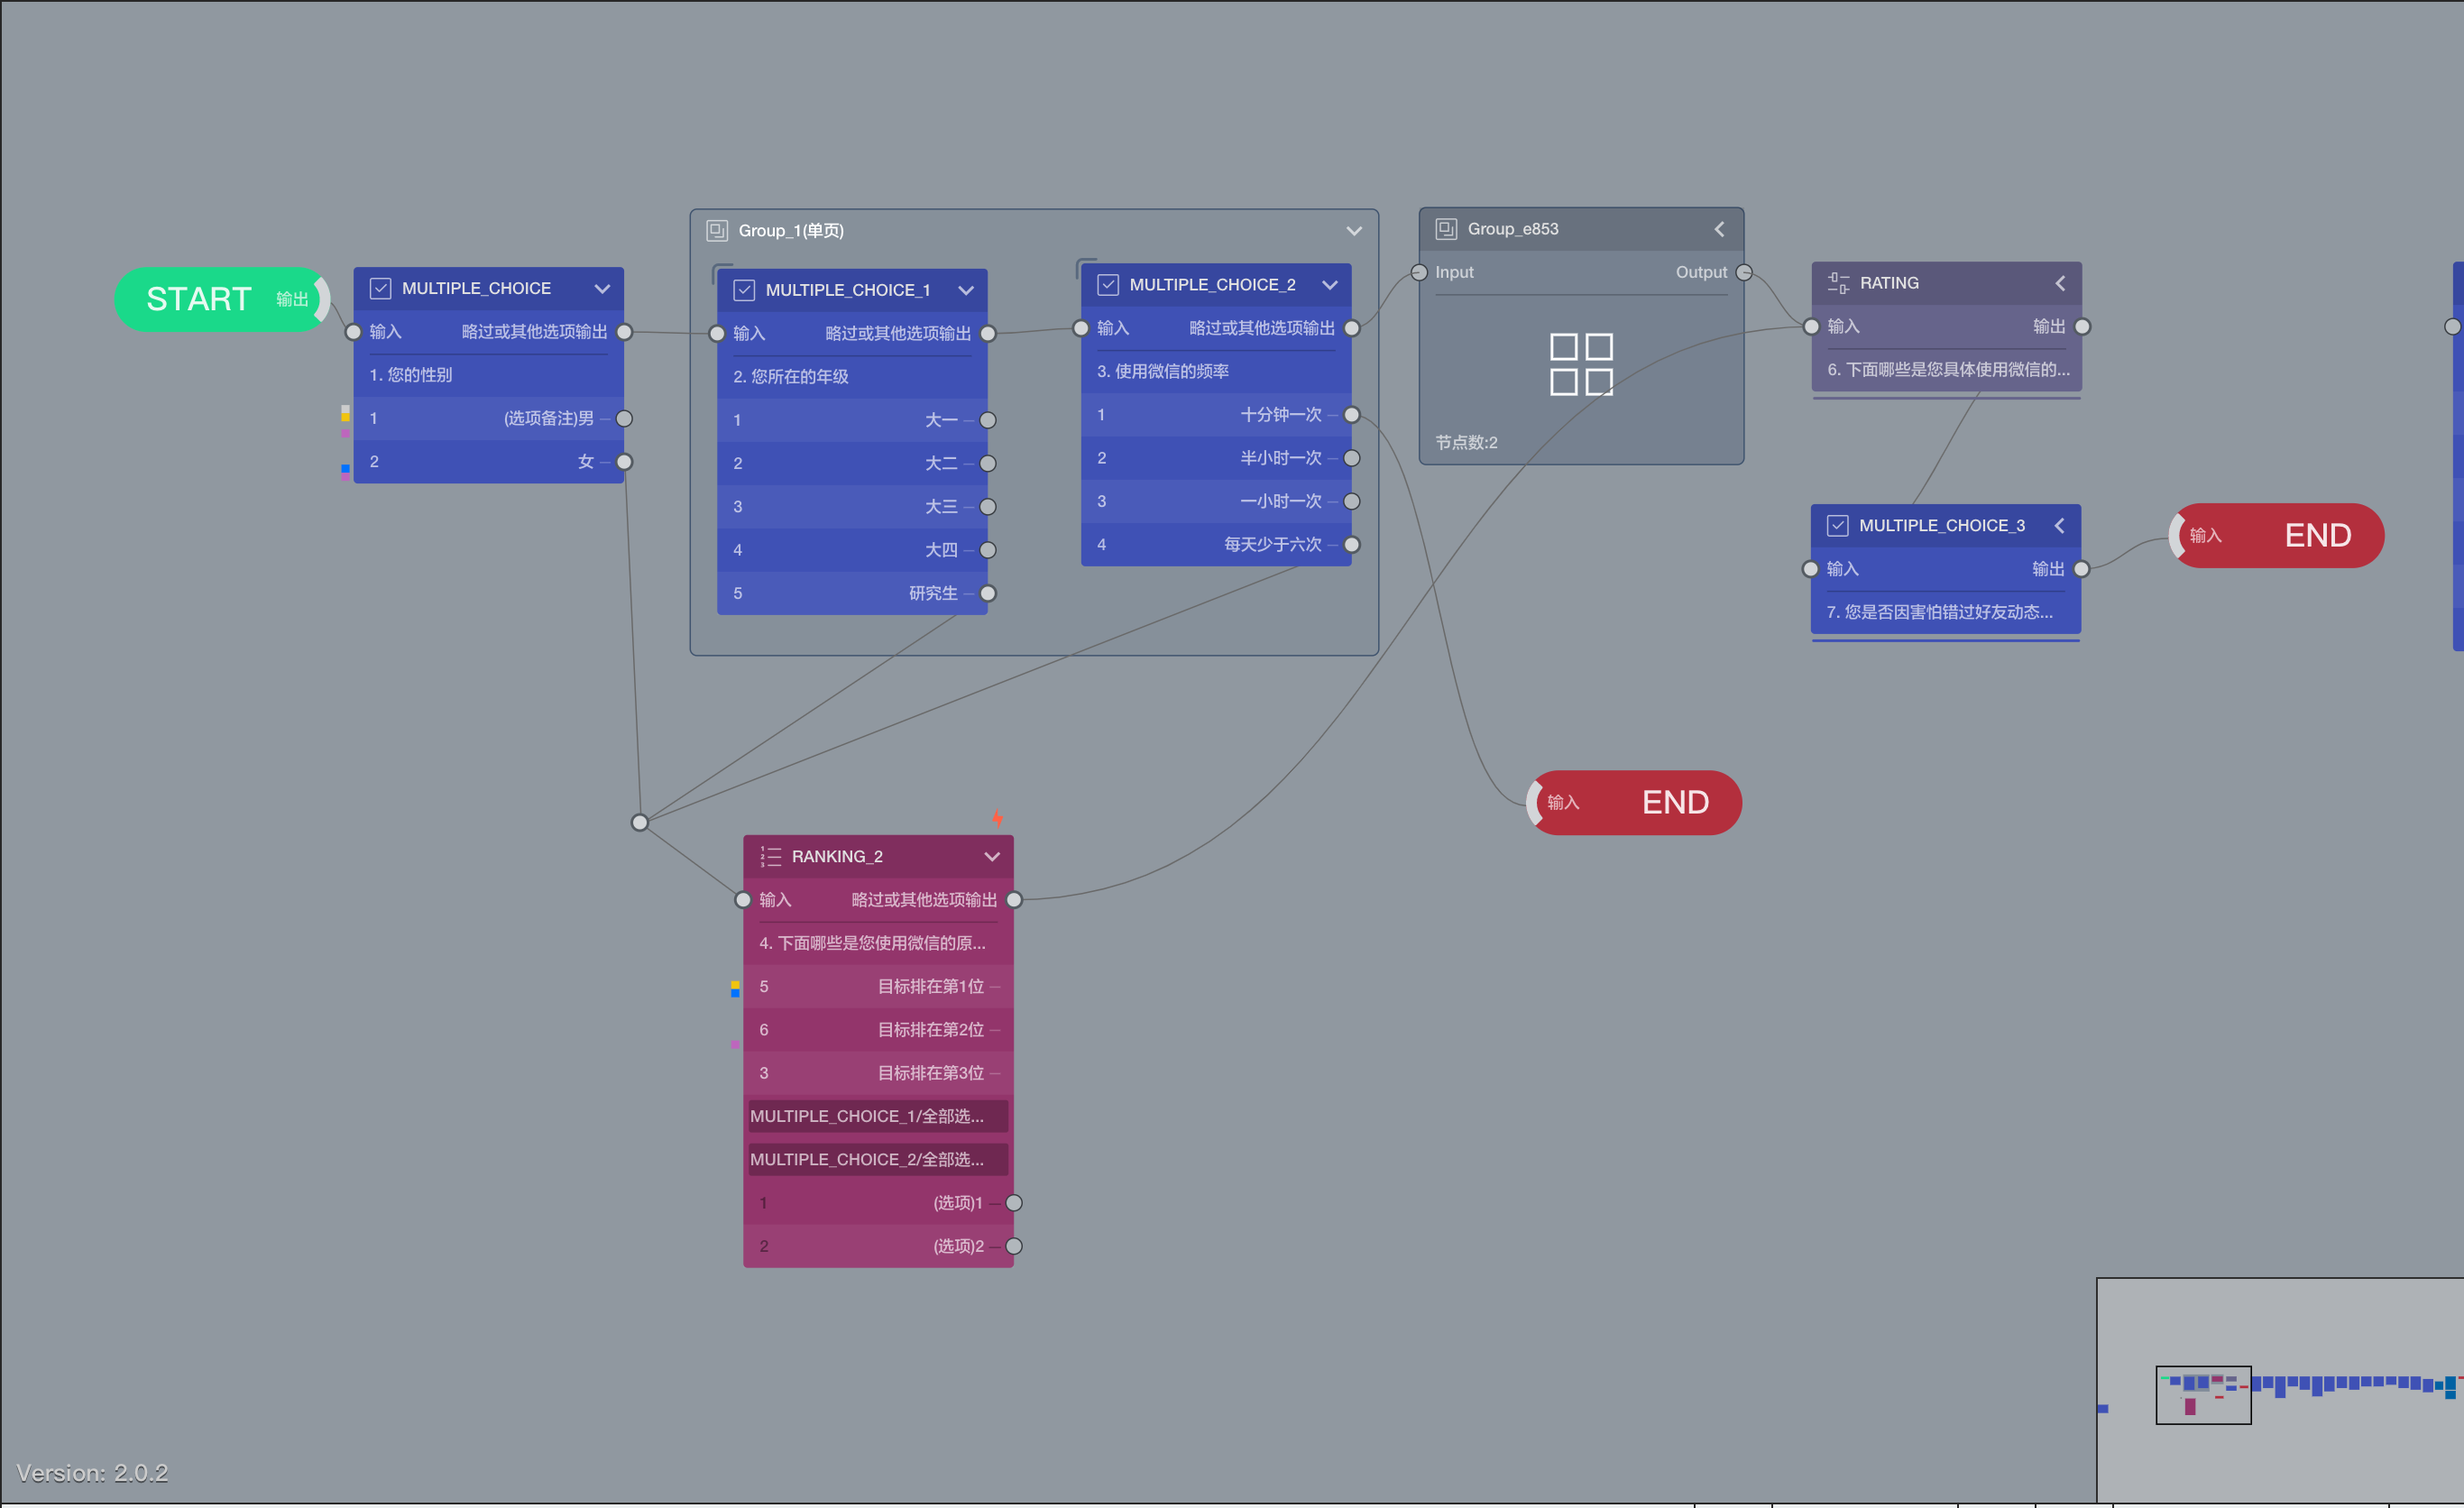 START 输出
MULTIPLE_CHOICE
输入 略过或其他选项输出
1. 您的性别
1 (选项备注)男
2 女
Group_1(单页)
MULTIPLE_CHOICE_1
输入 略过或其他选项输出
2. 您所在的年级
1 大一
2 大二
3 大三
4 大四
5 研究生
MULTIPLE_CHOICE_2
输入 略过或其他选项输出
3. 使用微信的频率
1 十分钟一次
2 半小时一次
3 一小时一次
4 每天少于六次
Group_e853
Input Output
节点数:2
RATING
输入 输出
6. 下面哪些是您具体使用微信的...
MULTIPLE_CHOICE_3
输入 输出
7. 您是否因害怕错过好友动态...
输入 END
输入 END
RANKING_2
输入 略过或其他选项输出
4. 下面哪些是您使用微信的原...
5 目标排在第1位
6 目标排在第2位
3 目标排在第3位
MULTIPLE_CHOICE_1/全部选...
MULTIPLE_CHOICE_2/全部选...
1 (选项)1
2 (选项)2
Version: 2.0.2